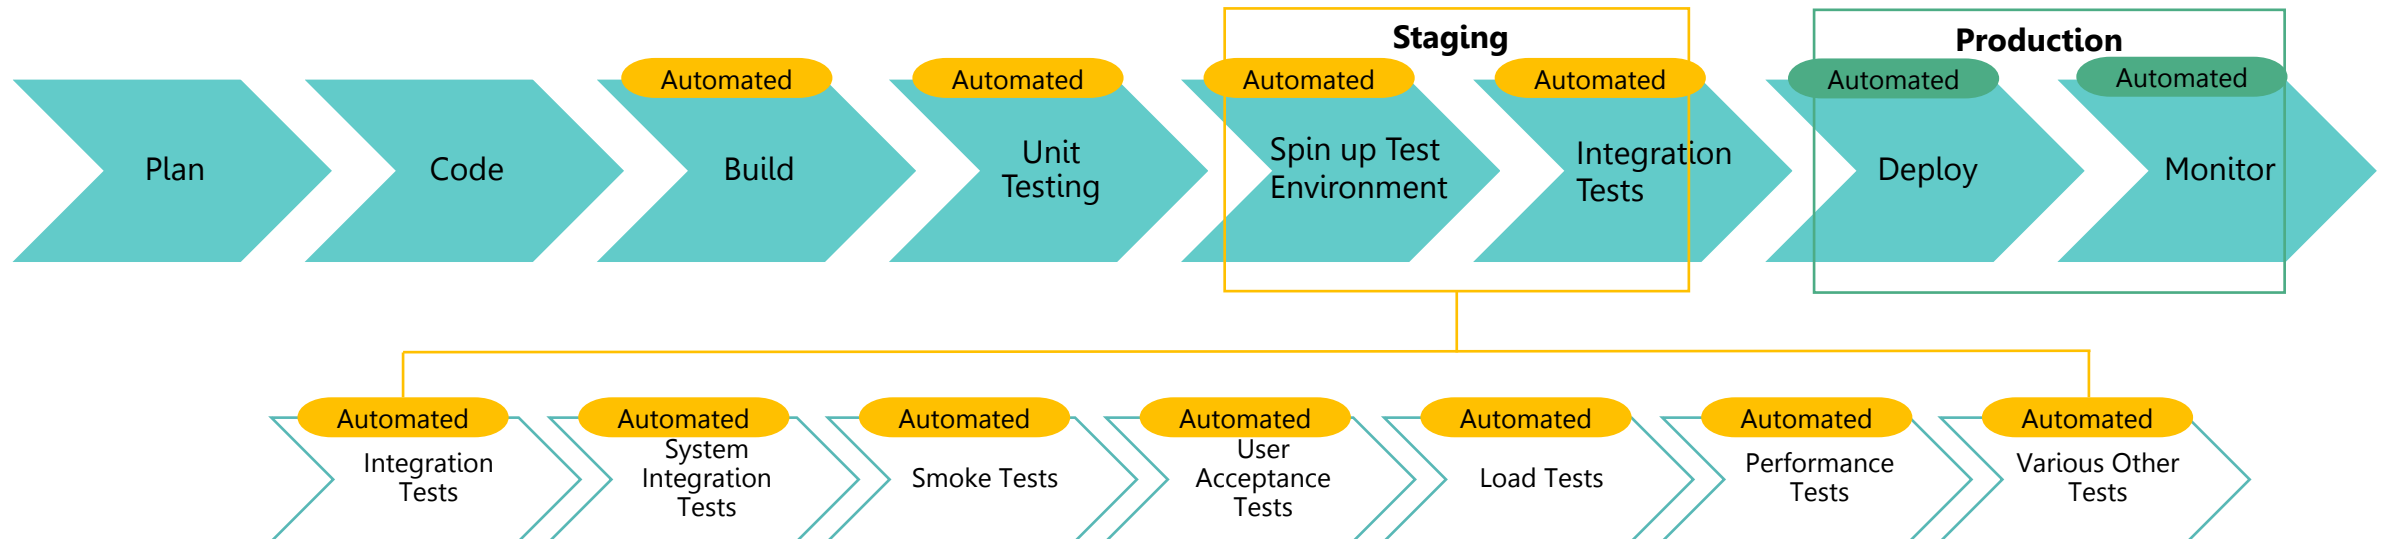 Staging
Production
Automated
Automated
Automated
Automated
Automated
Automated
Plan
Code
Build
Unit
Testing
Spin up Test
Environment
Integration
Tests
Deploy
Monitor
Automated
Automated
Automated
Automated
Automated
Automated
Automated
Integration
Tests
System
Integration
Tests
Smoke Tests
User
Acceptance
Tests
Load Tests
Performance
Tests
Various Other
Tests